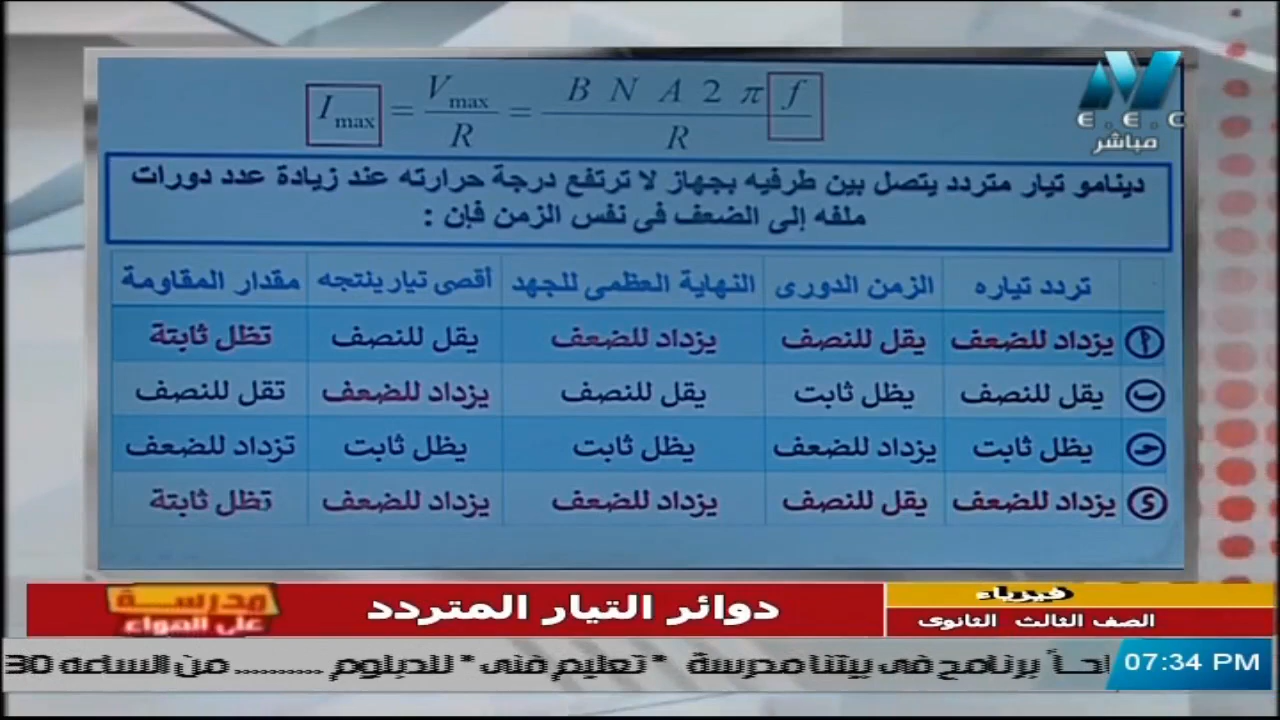 I max = V max / R = B N A 2 π f / R
E.E.C
مباشر
دينامو تيار متردد يتصل بين طرفيه بجهاز لا ترتفع درجة حرارته عند زيادة عدد دورات
ملفه إلى الضعف فى نفس الزمن فإن :
تردد تياره الزمن الدورى النهاية العظمى للجهد أقصى تيار ينتجه مقدار المقاومة
أ يزداد للضعف يقل للنصف يزداد للضعف يقل للنصف تظل ثابتة
ب يقل للنصف يظل ثابت يقل للنصف يزداد للضعف تقل للنصف
جـ يظل ثابت يزداد للضعف يظل ثابت يظل ثابت تزداد للضعف
د يزداد للضعف يقل للنصف يزداد للضعف يزداد للضعف تظل ثابتة
فيزياء
دوائر التيار المتردد
مدرسة
على الهواء
الصف الثالث الثانوى
07:34 PM
احـاً برنامج فى بيتنا مدرسة "تعليم فنى" للدبلوم .......... من الساعه 30